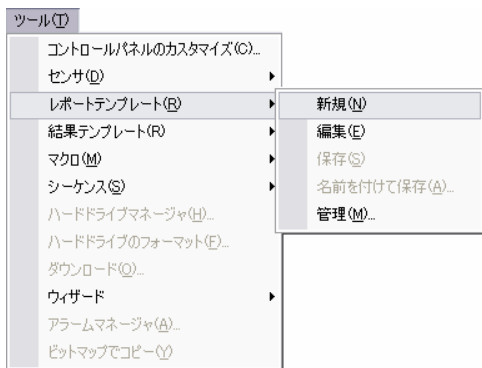 ツール(T)
コントロールパネルのカスタマイズ(C)...
センサ(D)
レポートテンプレート(R)
結果テンプレート(R)
マクロ(M)
シーケンス(S)
ハードドライブマネージャ(H)...
ハードドライブのフォーマット(F)...
ダウンロード(O)...
ウィザード
アラームマネージャ(A)...
ビットマップでコピー(Y)
新規(N)
編集(E)
保存(S)
名前を付けて保存(A)...
管理(M)...